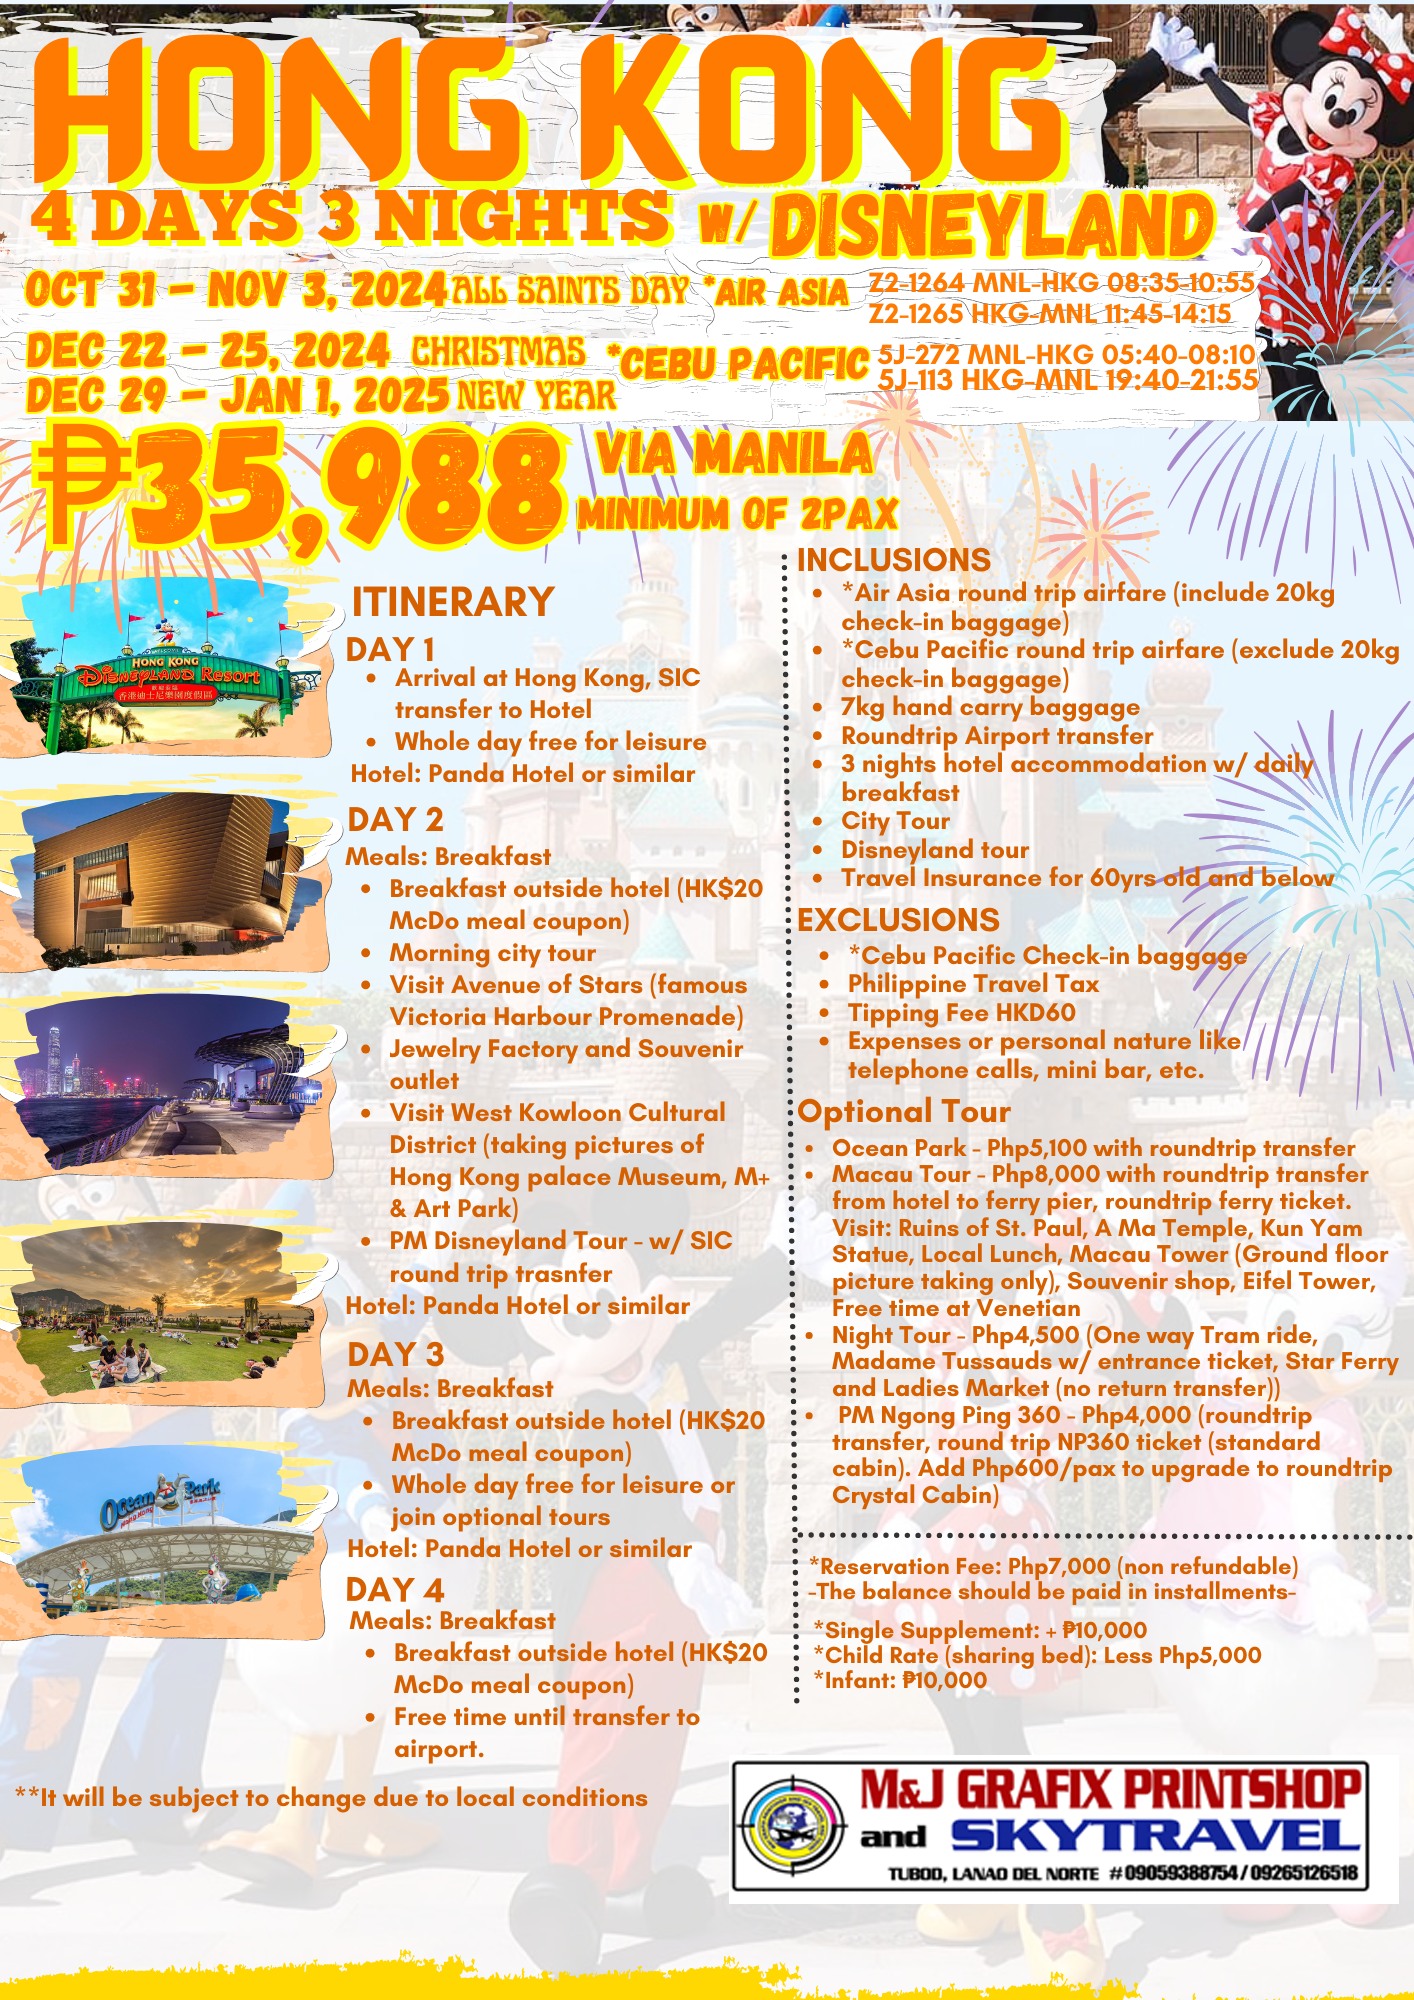 HONG KONG
4 DAYS 3 NIGHTS w/ DISNEYLAND
OCT 31 - NOV 3, 2024 ALL SAINTS DAY *AIR ASIA
Z2-1264 MNL-HKG 08:35-10:55
Z2-1265 HKG-MNL 11:45-14:15
DEC 22 - 25, 2024 CHRISTMAS
DEC 29 - JAN 1, 2025 NEW YEAR
*CEBU PACIFIC
5J-272 MNL-HKG 05:40-08:10
5J-113 HKG-MNL 19:40-21:55
₱35,988
VIA MANILA
MINIMUM OF 2PAX
HONG KONG
Disneyland Resort
香港迪士尼樂園度假區
Ocean Park
Hong Kong
ITINERARY
DAY 1
• Arrival at Hong Kong, SIC
transfer to Hotel
• Whole day free for leisure
Hotel: Panda Hotel or similar
DAY 2
Meals: Breakfast
• Breakfast outside hotel (HK$20
McDo meal coupon)
• Morning city tour
• Visit Avenue of Stars (famous
Victoria Harbour Promenade)
• Jewelry Factory and Souvenir
outlet
• Visit West Kowloon Cultural
District (taking pictures of
Hong Kong palace Museum, M+
& Art Park)
• PM Disneyland Tour - w/ SIC
round trip trasnfer
Hotel: Panda Hotel or similar
DAY 3
Meals: Breakfast
• Breakfast outside hotel (HK$20
McDo meal coupon)
• Whole day free for leisure or
join optional tours
Hotel: Panda Hotel or similar
DAY 4
Meals: Breakfast
• Breakfast outside hotel (HK$20
McDo meal coupon)
• Free time until transfer to
airport.
**It will be subject to change due to local conditions
INCLUSIONS
• *Air Asia round trip airfare (include 20kg
check-in baggage)
• *Cebu Pacific round trip airfare (exclude 20kg
check-in baggage)
• 7kg hand carry baggage
• Roundtrip Airport transfer
• 3 nights hotel accommodation w/ daily
breakfast
• City Tour
• Disneyland tour
• Travel Insurance for 60yrs old and below
EXCLUSIONS
• *Cebu Pacific Check-in baggage
• Philippine Travel Tax
• Tipping Fee HKD60
• Expenses or personal nature like
telephone calls, mini bar, etc.
Optional Tour
• Ocean Park - Php5,100 with roundtrip transfer
• Macau Tour - Php8,000 with roundtrip transfer
from hotel to ferry pier, roundtrip ferry ticket.
Visit: Ruins of St. Paul, A Ma Temple, Kun Yam
Statue, Local Lunch, Macau Tower (Ground floor
picture taking only), Souvenir shop, Eifel Tower,
Free time at Venetian
• Night Tour - Php4,500 (One way Tram ride,
Madame Tussauds w/ entrance ticket, Star Ferry
and Ladies Market (no return transfer))
• PM Ngong Ping 360 - Php4,000 (roundtrip
transfer, round trip NP360 ticket (standard
cabin). Add Php600/pax to upgrade to roundtrip
Crystal Cabin)
*Reservation Fee: Php7,000 (non refundable)
-The balance should be paid in installments-
*Single Supplement: + ₱10,000
*Child Rate (sharing bed): Less Php5,000
*Infant: ₱10,000
M&J GRAFIX PRINTSHOP
and SKYTRAVEL
TUBOD, LANAO DEL NORTE # 09059388754 / 09265126518